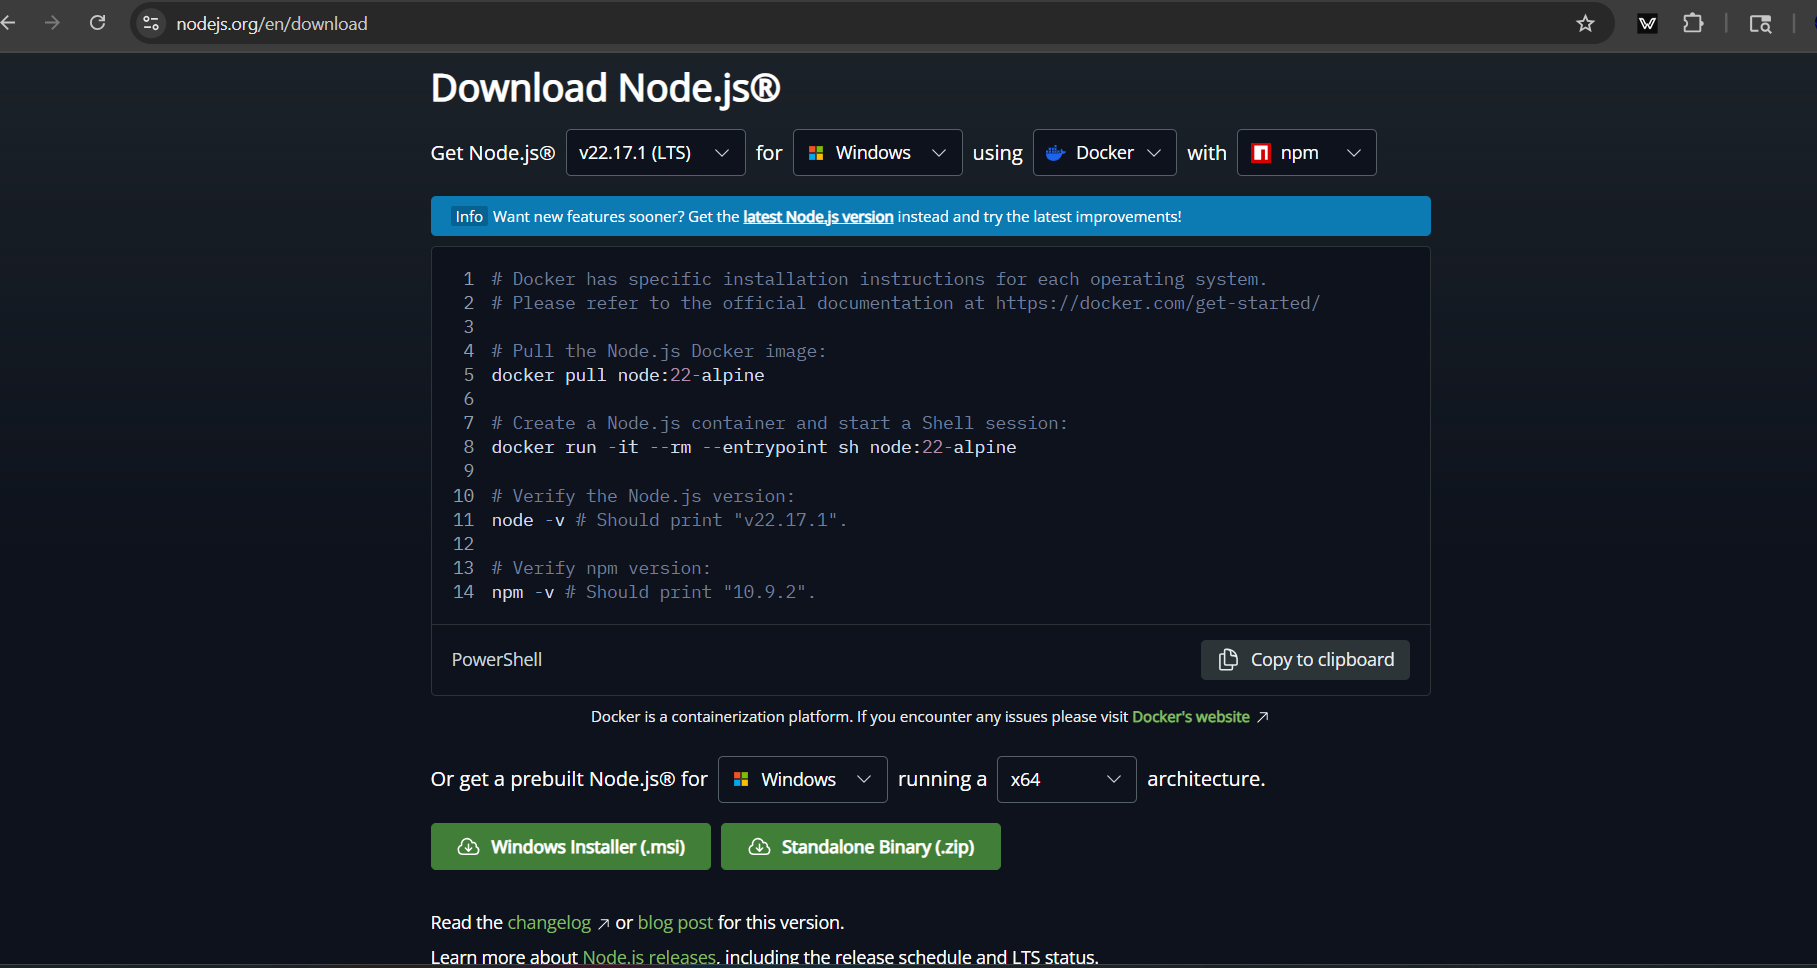 nodejs.org/en/download
Download Node.js®
Get Node.js® v22.17.1 (LTS) for Windows using Docker with npm
Info Want new features sooner? Get the latest Node.js version instead and try the latest improvements!
1 # Docker has specific installation instructions for each operating system.
2 # Please refer to the official documentation at https://docker.com/get-started/
3
4 # Pull the Node.js Docker image:
5 docker pull node:22-alpine
6
7 # Create a Node.js container and start a Shell session:
8 docker run -it --rm --entrypoint sh node:22-alpine
9
10 # Verify the Node.js version:
11 node -v # Should print "v22.17.1".
12
13 # Verify npm version:
14 npm -v # Should print "10.9.2".
PowerShell Copy to clipboard
Docker is a containerization platform. If you encounter any issues please visit Docker's website
Or get a prebuilt Node.js® for Windows running a x64 architecture.
Windows Installer (.msi) Standalone Binary (.zip)
Read the changelog or blog post for this version.
Learn more about Node.js releases, including the release schedule and LTS status.